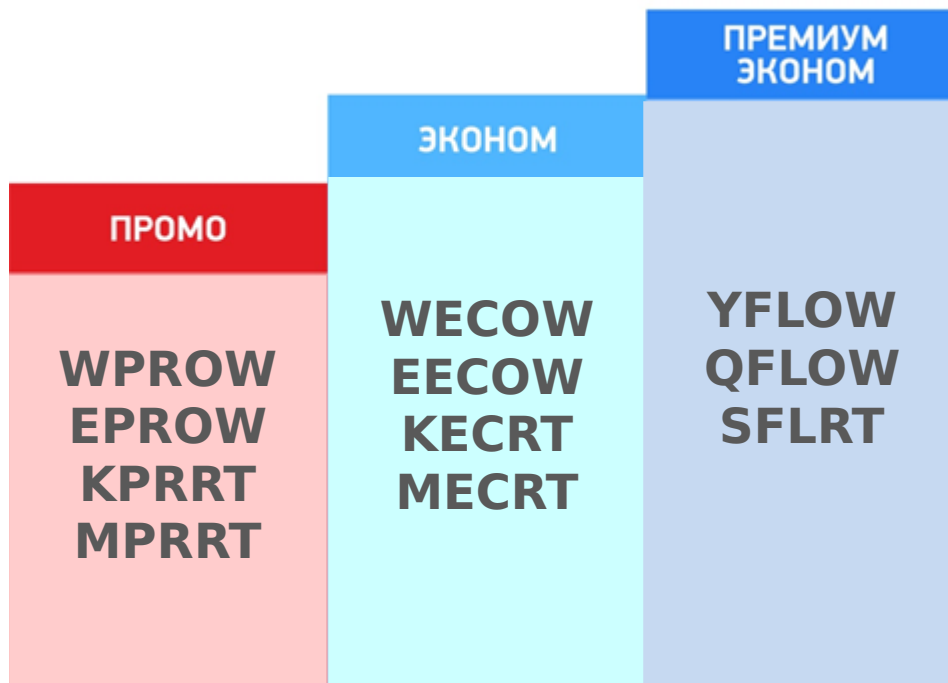 ПРОМО
WPROW
EPROW
KPRRT
MPRRT
ЭКОНОМ
WECOW
EECOW
KECRT
MECRT
ПРЕМИУМ
ЭКОНОМ
YFLOW
QFLOW
SFLRT